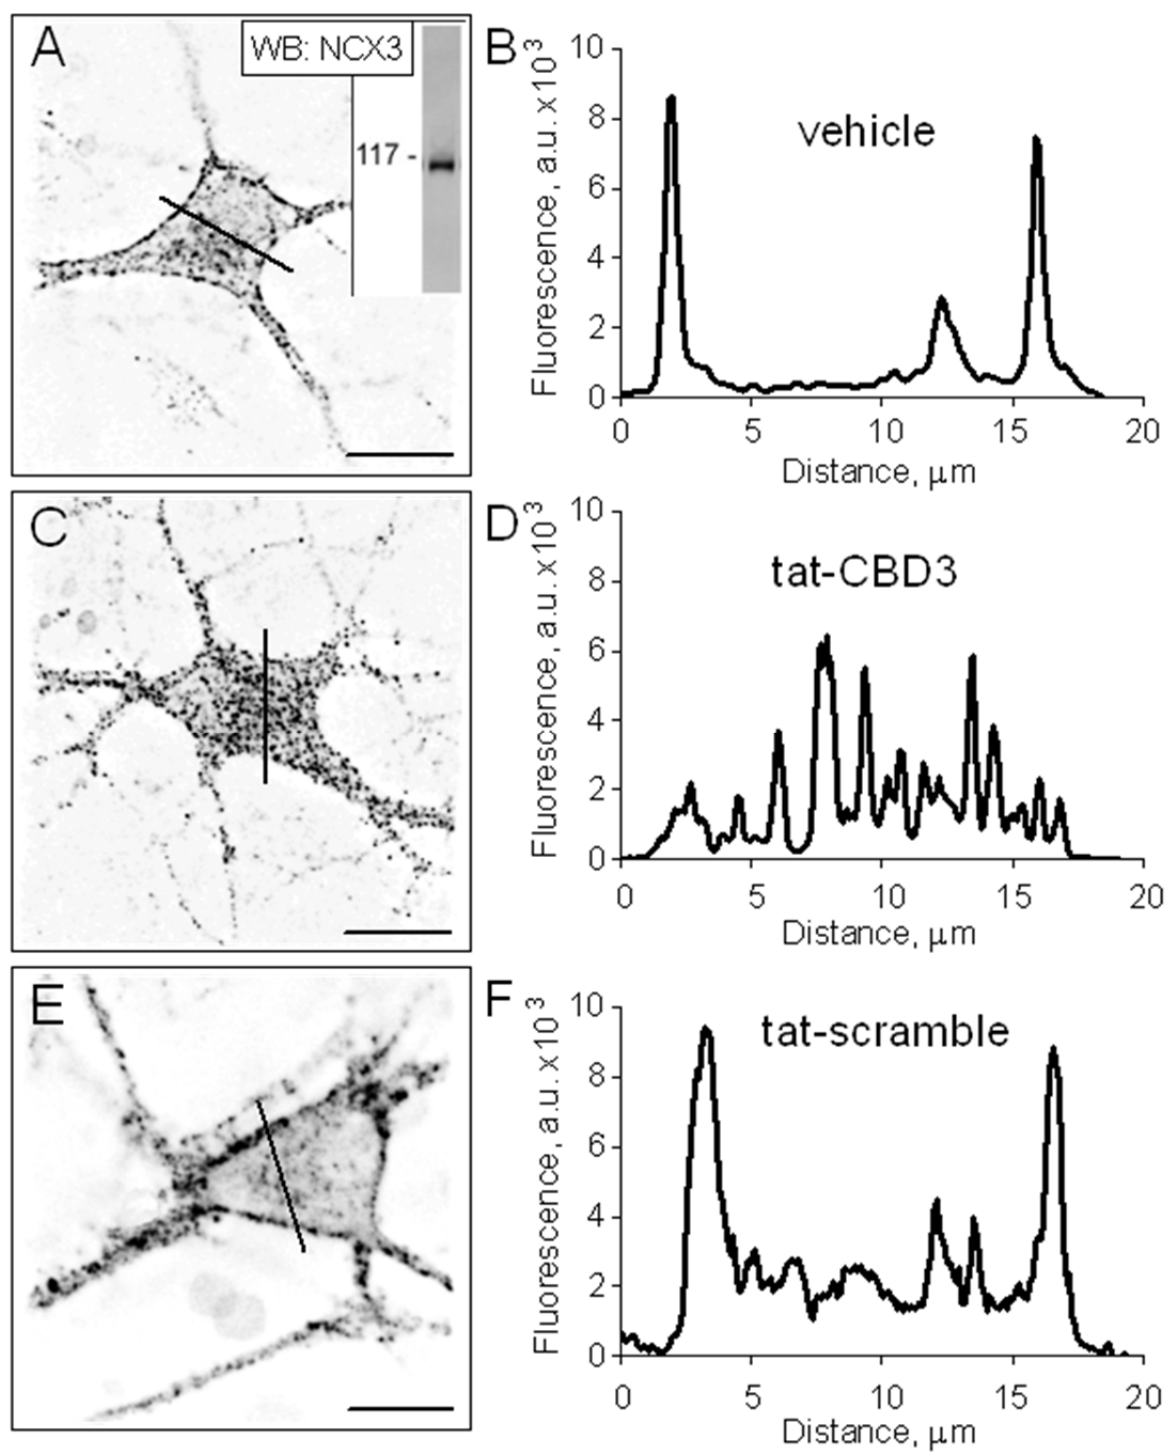 A
WB: NCX3
117 -
B
Fluorescence, a.u. x10³
10
8
6
4
2
0
vehicle
0 5 10 15 20
Distance, μm
C
D
Fluorescence, a.u. x10³
10
8
6
4
2
0
tat-CBD3
0 5 10 15 20
Distance, μm
E
F
Fluorescence, a.u. x10³
10
8
6
4
2
0
tat-scramble
0 5 10 15 20
Distance, μm